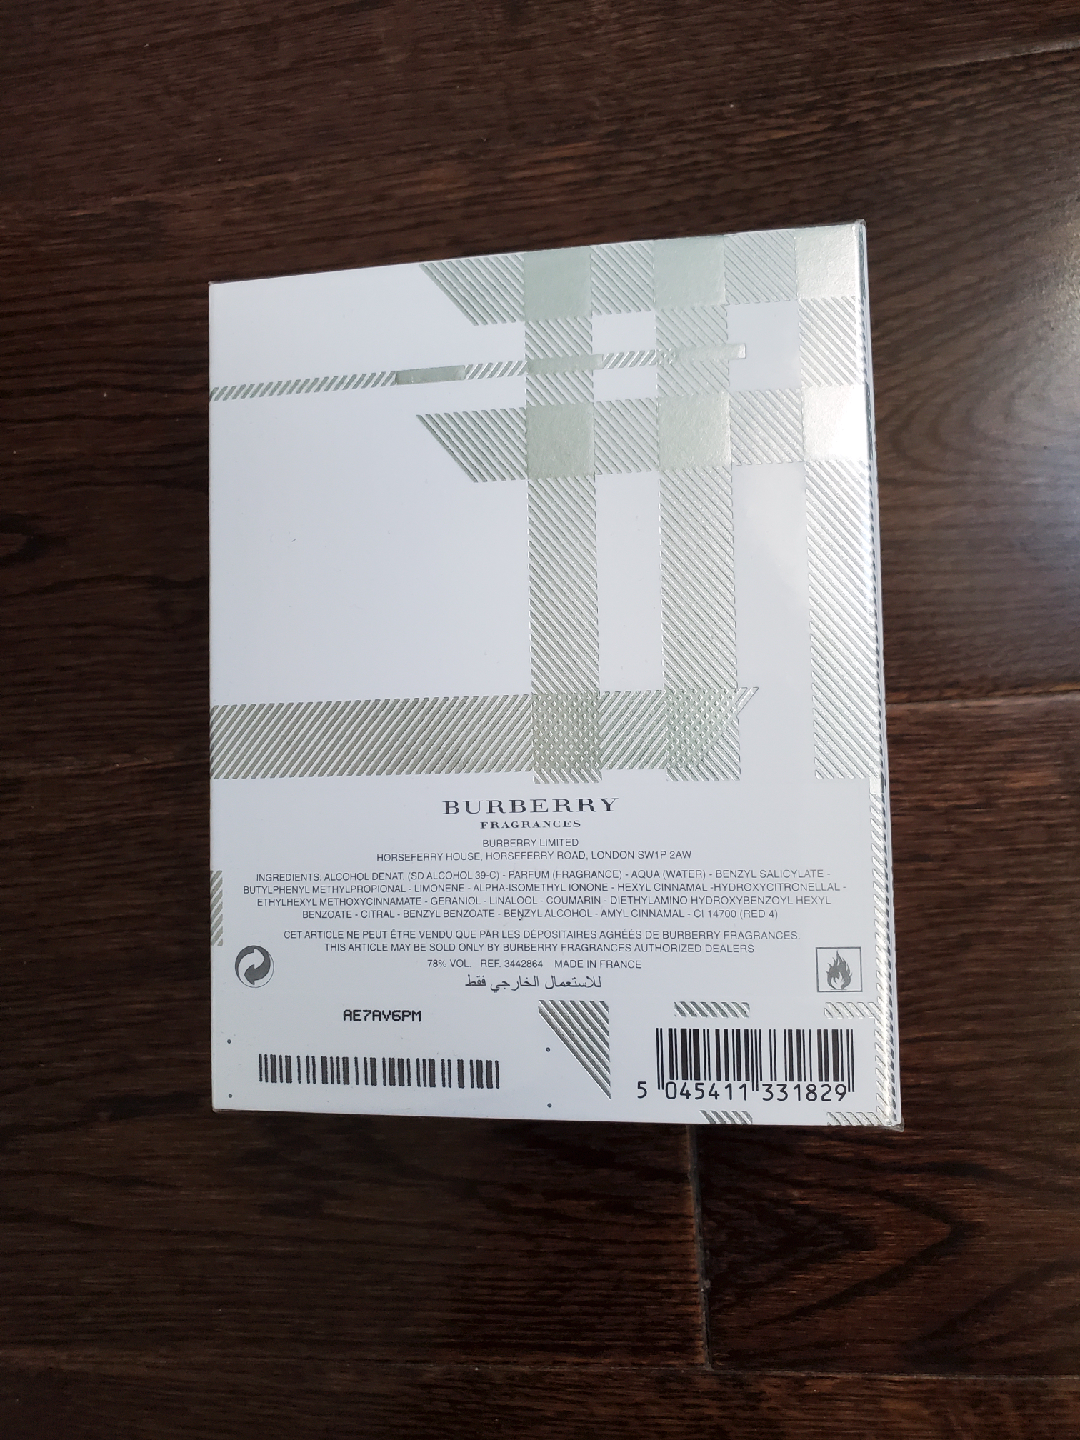 BURBERRY
FRAGRANCES
BURBERRY LIMITED
HORSEFERRY HOUSE, HORSEFERRY ROAD, LONDON SW1P 2AW
INGREDIENTS: ALCOHOL DENAT. (SD ALCOHOL 39-C) - PARFUM (FRAGRANCE) - AQUA (WATER) - BENZYL SALICYLATE -
BUTYLPHENYL METHYLPROPIONAL - LIMONENE - ALPHA-ISOMETHYL IONONE - HEXYL CINNAMAL -HYDROXYCITRONELLAL -
ETHYLHEXYL METHOXYCINNAMATE - GERANIOL - LINALOOL - COUMARIN - DIETHYLAMINO HYDROXYBENZOYL HEXYL
BENZOATE - CITRAL - BENZYL BENZOATE - BENZYL ALCOHOL - AMYL CINNAMAL - CI 14700 (RED 4)
CET ARTICLE NE PEUT ÊTRE VENDU QUE PAR LES DÉPOSITAIRES AGRÉÉS DE BURBERRY FRAGRANCES.
THIS ARTICLE MAY BE SOLD ONLY BY BURBERRY FRAGRANCES AUTHORIZED DEALERS
78% VOL. REF. 3442864 MADE IN FRANCE
للاستعمال الخارجي فقط
AE7AV6PM
5 045411 331829